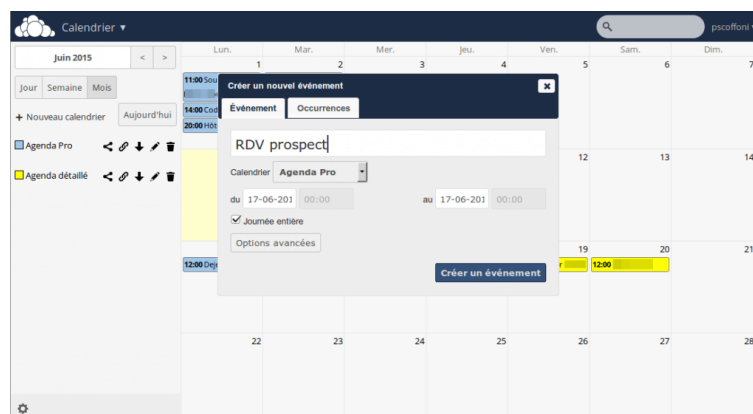 Calendrier ▼
pscoffoni
Juin 2015 < >
Jour Semaine Mois
+ Nouveau calendrier Aujourd'hui
Agenda Pro
Agenda détaillé
Lun. Mar. Mer. Jeu. Ven. Sam. Dim.
1 2 3 4 5 6 7
11:00 Sou
14:00 Cod
20:00 Hôt
Créer un nouvel événement
Événement Occurrences
RDV prospect
Calendrier Agenda Pro
du 17-06-201 00:00 au 17-06-201 00:00
Journée entière
Options avancées
Créer un événement
12 13 14
19 20 21
12:00 Deje
12:00
22 23 24 25 26 27 28